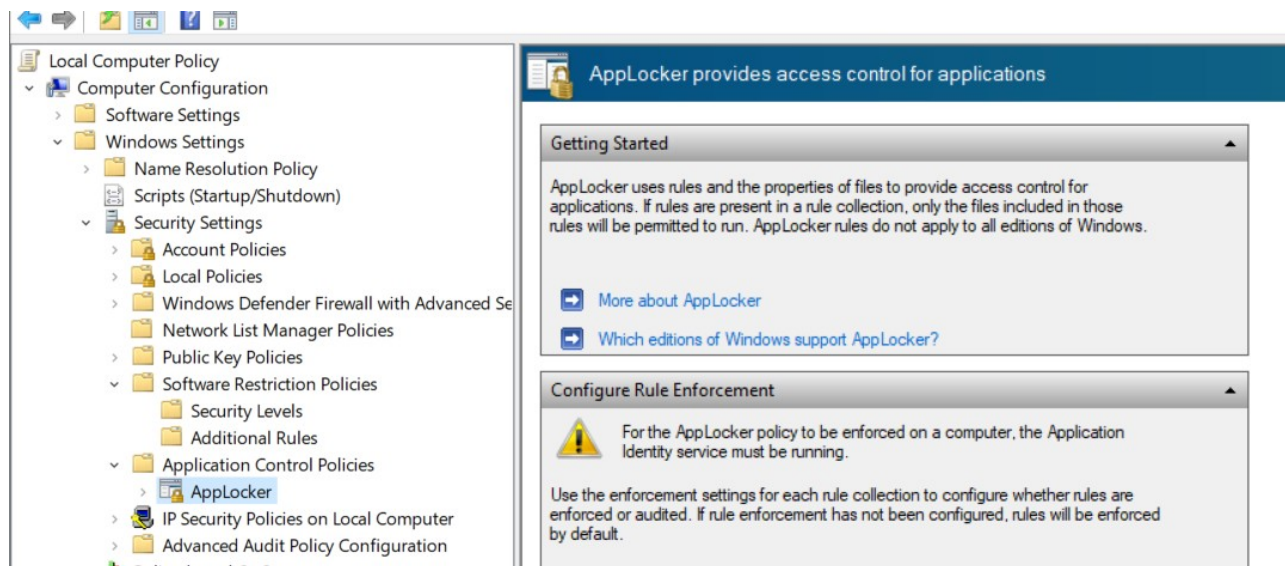 Local Computer Policy
Computer Configuration
Software Settings
Windows Settings
Name Resolution Policy
Scripts (Startup/Shutdown)
Security Settings
Account Policies
Local Policies
Windows Defender Firewall with Advanced Se
Network List Manager Policies
Public Key Policies
Software Restriction Policies
Security Levels
Additional Rules
Application Control Policies
AppLocker
IP Security Policies on Local Computer
Advanced Audit Policy Configuration
AppLocker provides access control for applications
Getting Started
AppLocker uses rules and the properties of files to provide access control for
applications. If rules are present in a rule collection, only the files included in those
rules will be permitted to run. AppLocker rules do not apply to all editions of Windows.
More about AppLocker
Which editions of Windows support AppLocker?
Configure Rule Enforcement
For the AppLocker policy to be enforced on a computer, the Application
Identity service must be running.
Use the enforcement settings for each rule collection to configure whether rules are
enforced or audited. If rule enforcement has not been configured, rules will be enforced
by default.